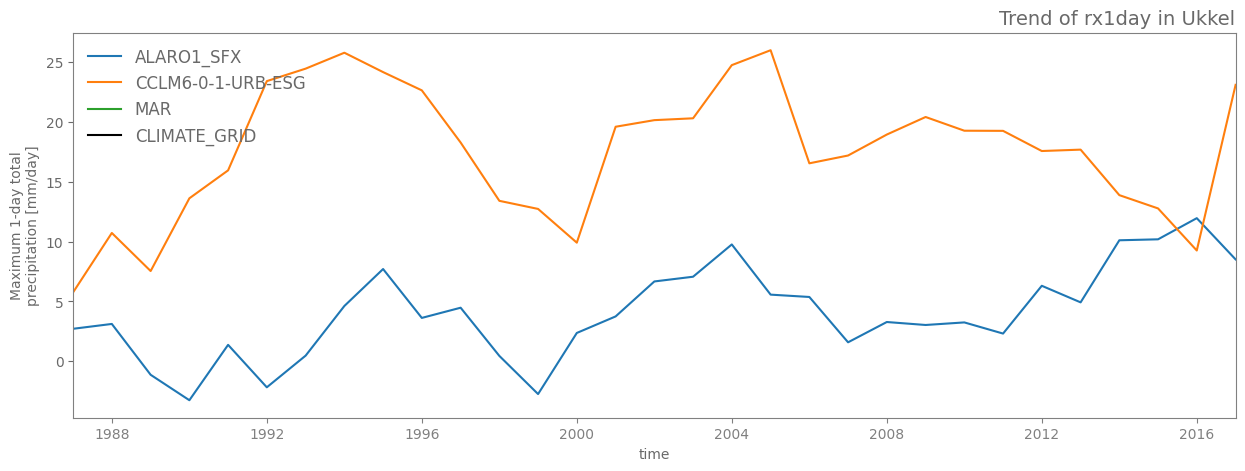 Trend of rx1day in Ukkel
ALARO1_SFX
CCLM6-0-1-URB-ESG
MAR
CLIMATE_GRID
Maximum 1-day total
precipitation [mm/day]
25
20
15
10
5
0
1988 1992 1996 2000 2004 2008 2012 2016
time